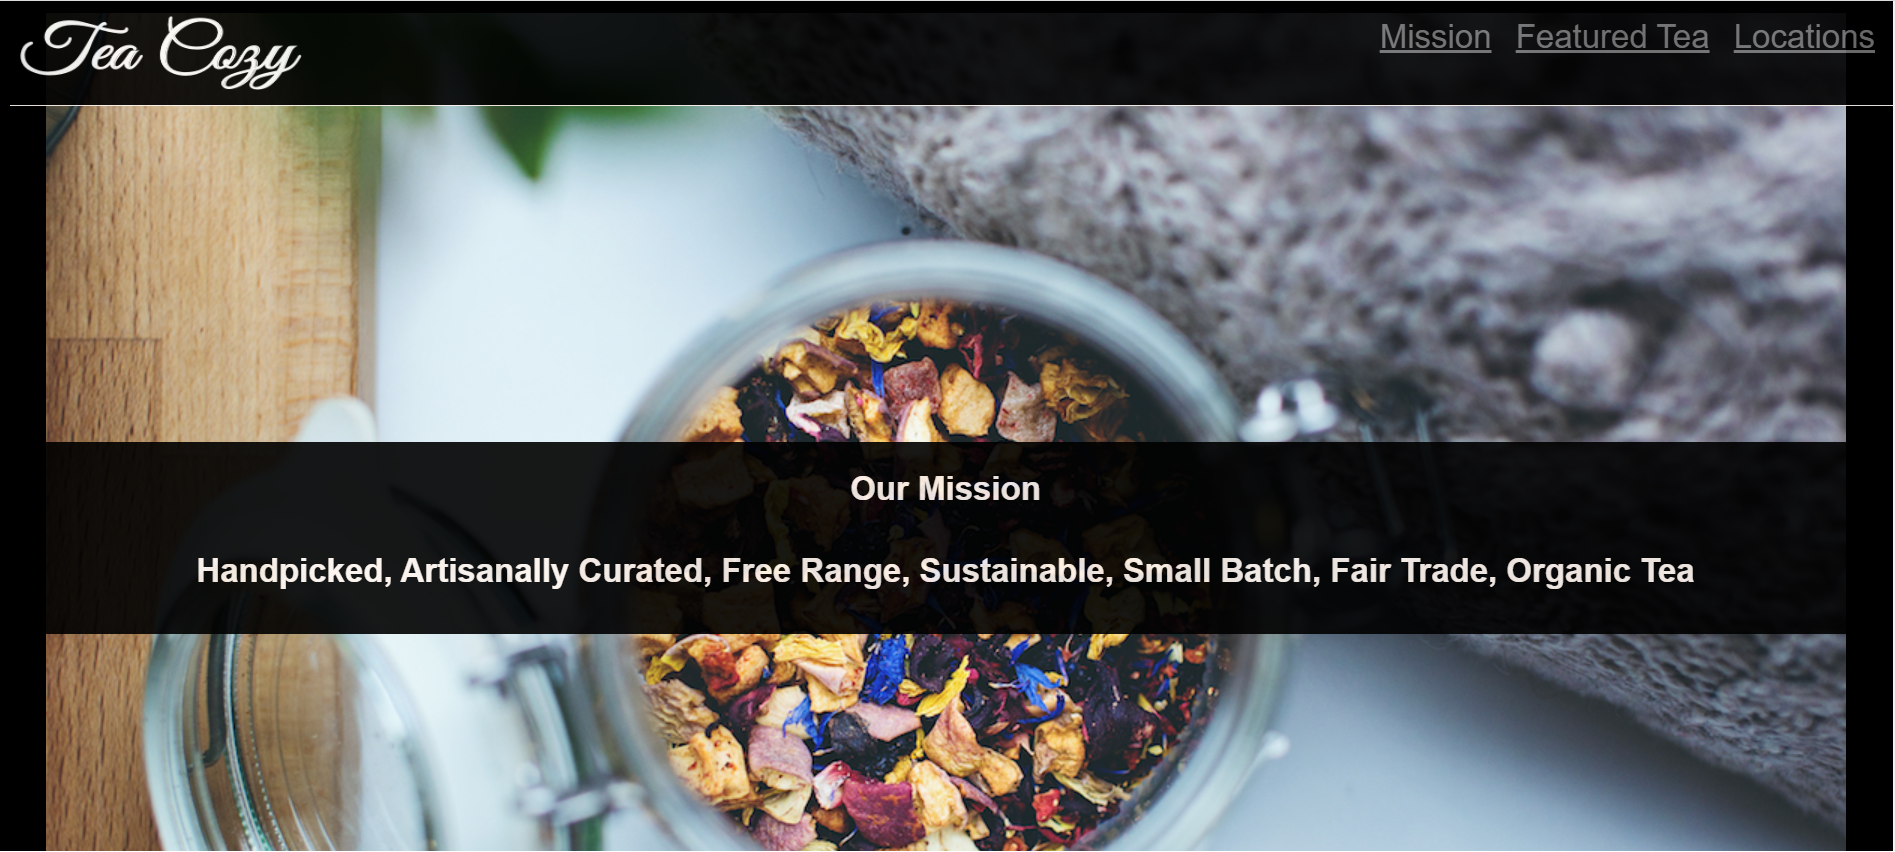 Tea Cozy
Mission Featured Tea Locations
Our Mission
Handpicked, Artisanally Curated, Free Range, Sustainable, Small Batch, Fair Trade, Organic Tea